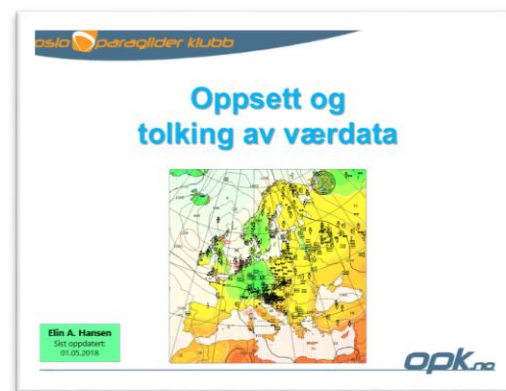 oslo paraglider klubb
Oppsett og
tolking av værdata
Elin A. Hansen
Sist oppdatert:
01.05.2018
opk.no